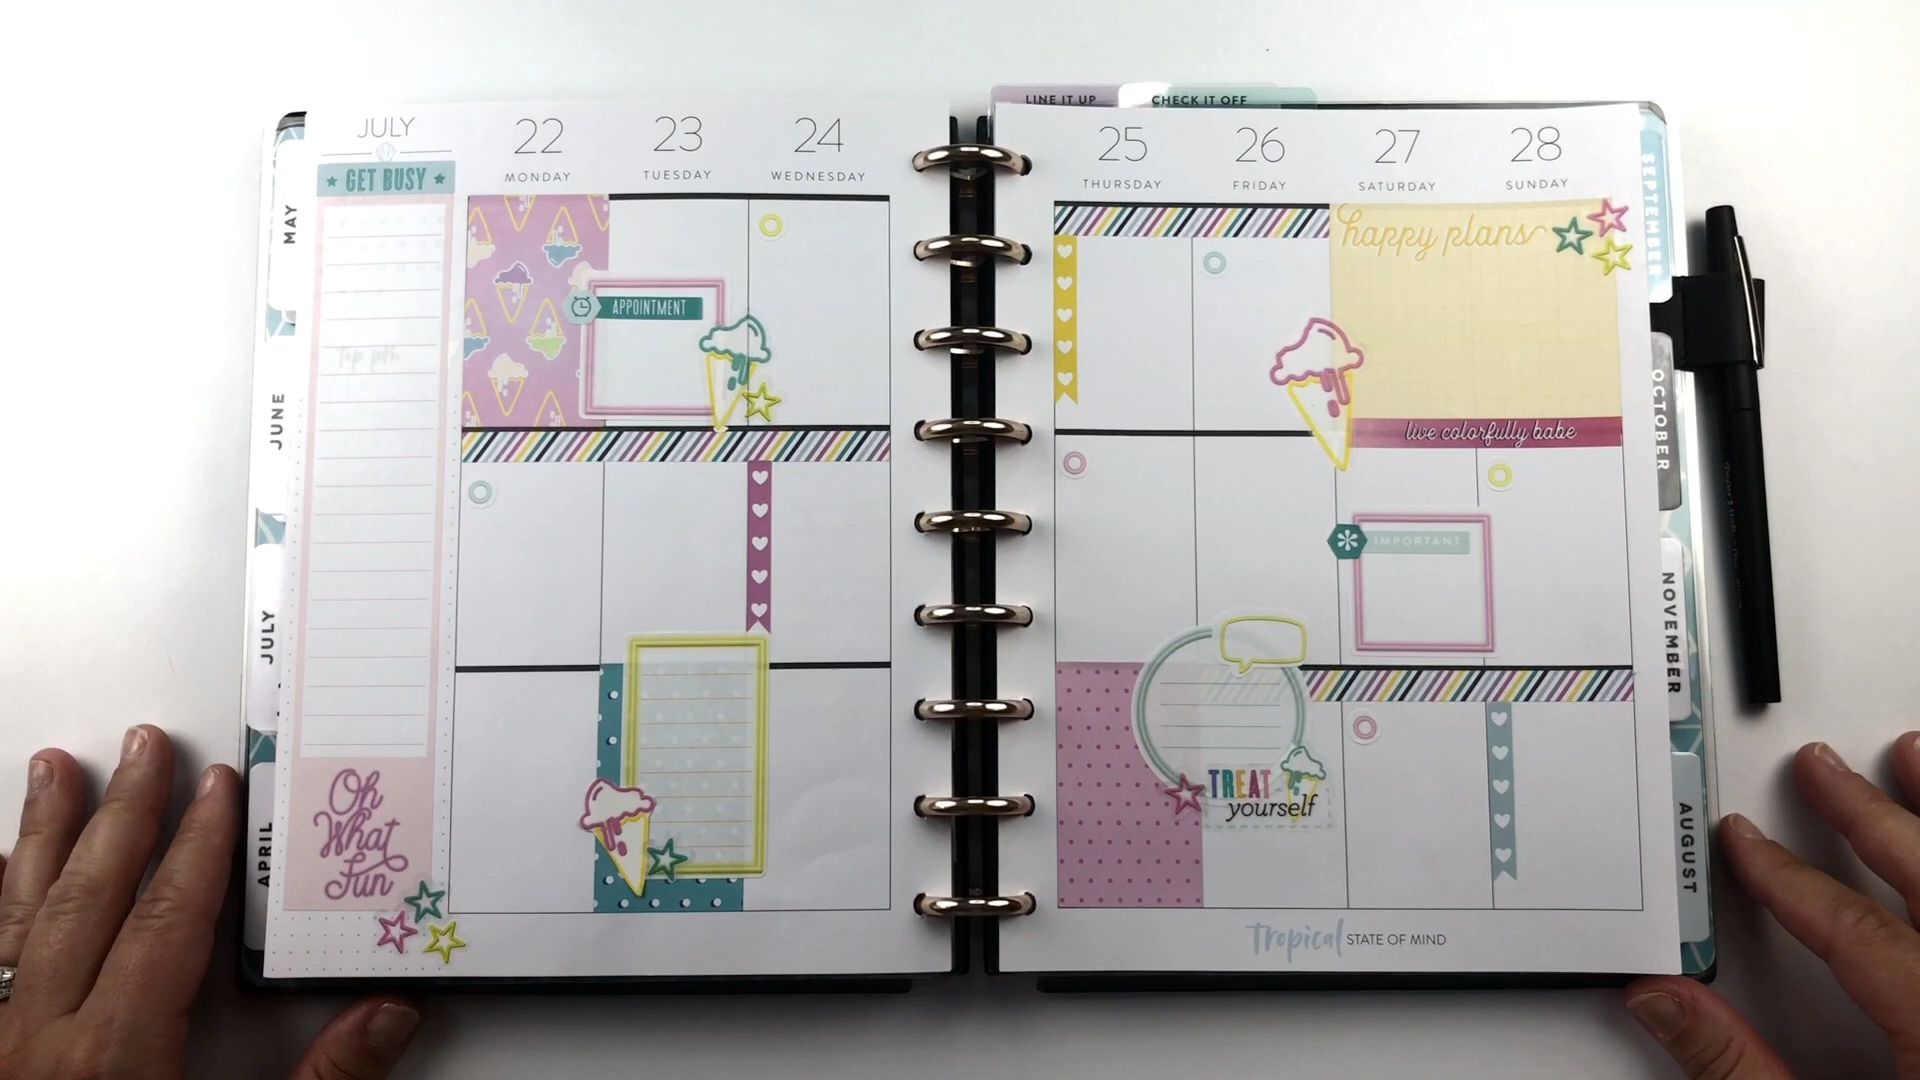 LINE IT UP
CHECK IT OFF
JULY
22
23
24
25
26
27
28
MONDAY
TUESDAY
WEDNESDAY
THURSDAY
FRIDAY
SATURDAY
SUNDAY
GET BUSY
happy plans
APPOINTMENT
live colorfully babe
IMPORTANT
TREAT
yourself
Oh
What
Fun
Tropical STATE OF MIND
MAY
JUNE
JULY
APRIL
SEPTEMBER
OCTOBER
NOVEMBER
AUGUST